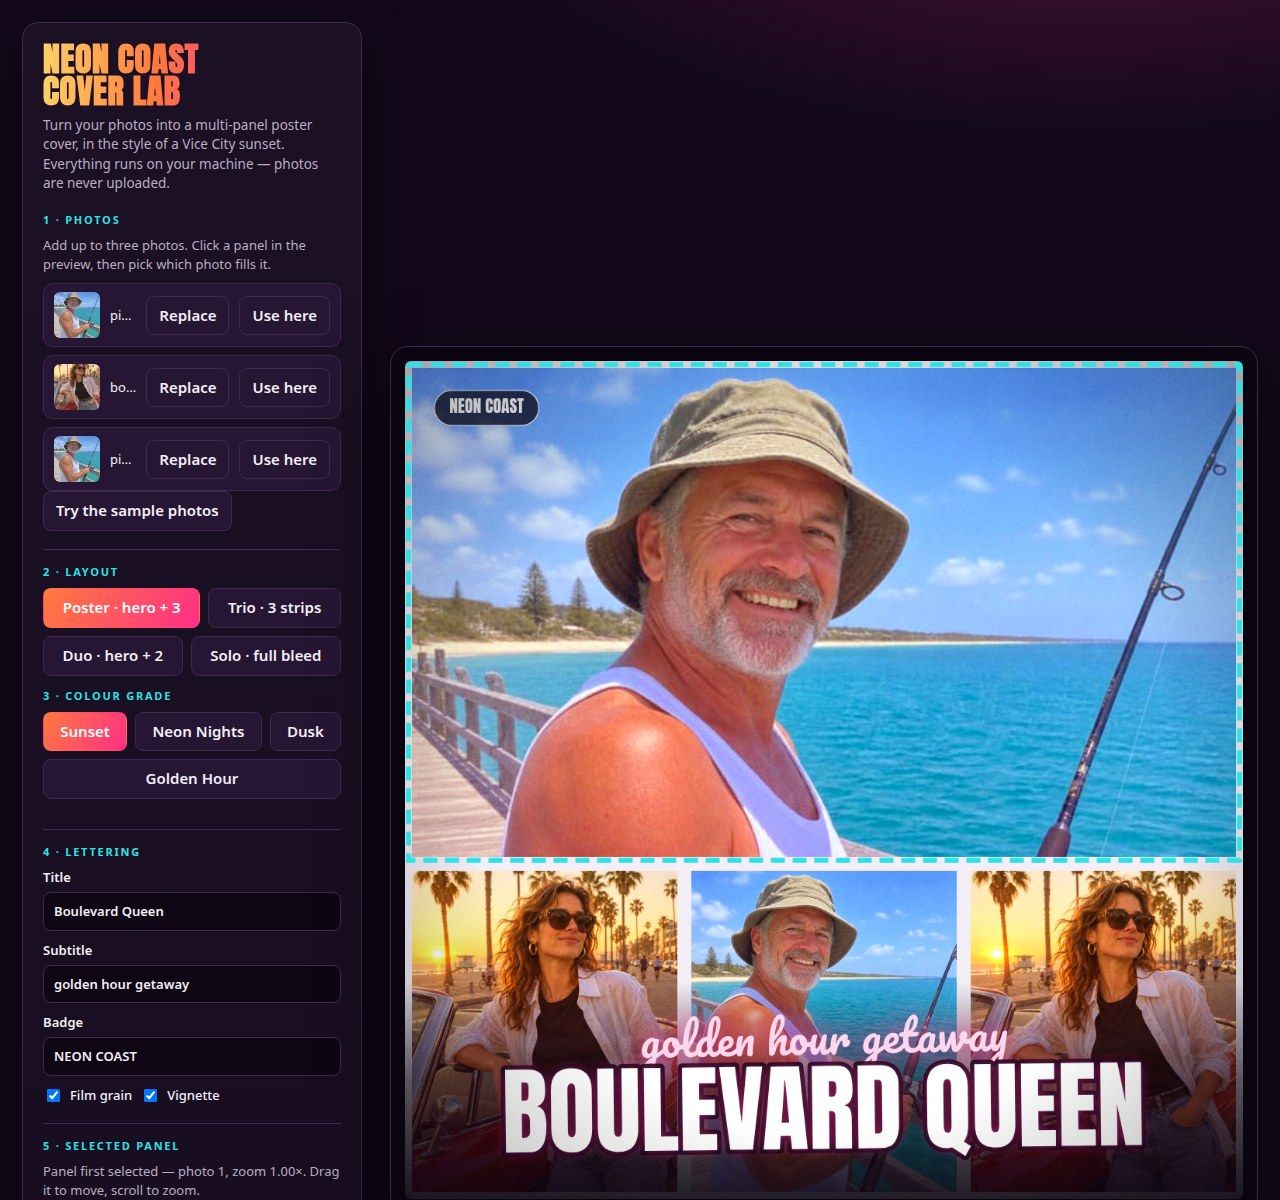 NEON COAST
COVER LAB
Turn your photos into a multi-panel poster
cover, in the style of a Vice City sunset.
Everything runs on your machine — photos
are never uploaded.
1 · PHOTOS
Add up to three photos. Click a panel in the
preview, then pick which photo fills it.
pi... Replace Use here
bo... Replace Use here
pi... Replace Use here
Try the sample photos
2 · LAYOUT
Poster · hero + 3 Trio · 3 strips
Duo · hero + 2 Solo · full bleed
3 · COLOUR GRADE
Sunset Neon Nights Dusk
Golden Hour
4 · LETTERING
Title
Boulevard Queen
Subtitle
golden hour getaway
Badge
NEON COAST
Film grain Vignette
5 · SELECTED PANEL
Panel first selected — photo 1, zoom 1.00×. Drag
it to move, scroll to zoom.
NEON COAST
golden hour getaway
BOULEVARD QUEEN